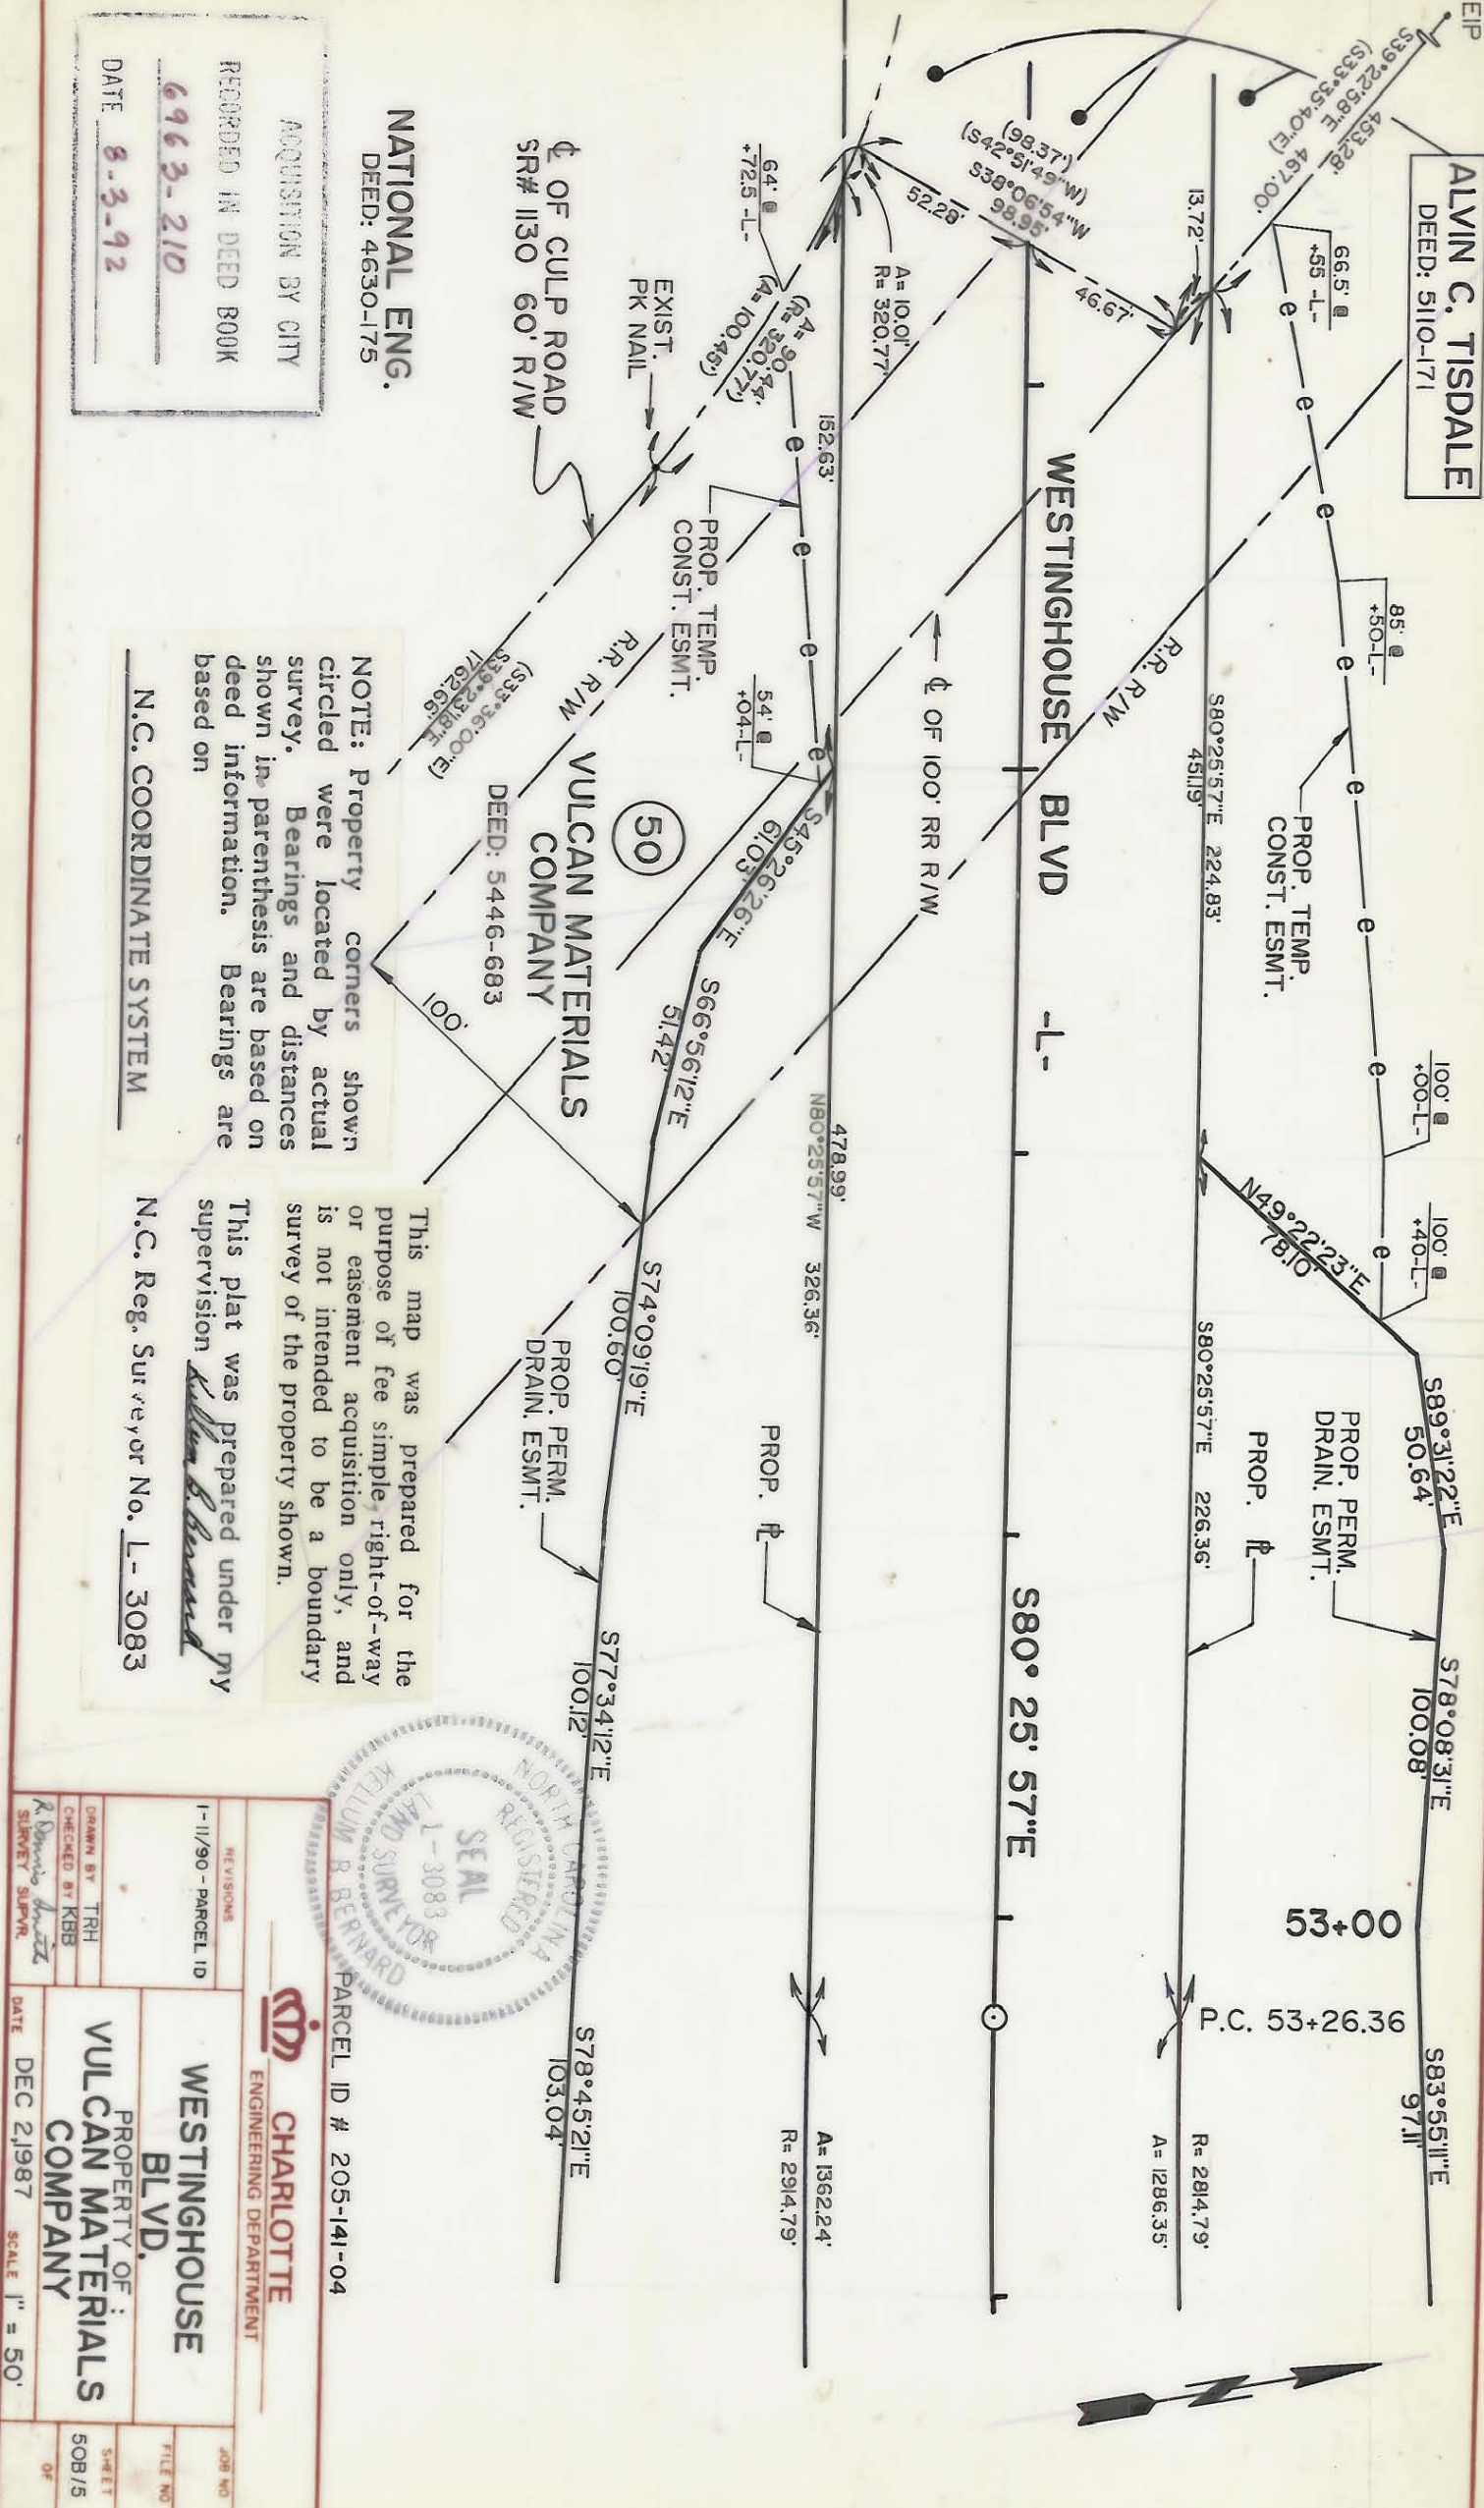 EIP
S39°22'58"E 453.28'
(S33°35'40"E) 467.00'
ALVIN C. TISDALE
DEED: 5110-171
66.5' @
+55 -L-
85' @
+50-L-
100' @
+00-L-
100' @
+40-L-
e e e e e e e e
PROP. TEMP.
CONST. ESMT.
N49°22'23"E
78.10'
S89°31'22"E
50.64'
PROP. PERM.
DRAIN. ESMT.
S78°08'31"E
100.08'
53+00
S83°55'11"E
97.11'
13.72'
S80°25'57"E 224.83'
451.19'
S80°25'57"E 226.36'
PROP. PL
P.C. 53+26.36
R= 2814.79'
A= 1286.35'
(98.37')
(S42°51'49"W)
S38°06'54"W
98.95'
52.28'
46.67'
R.R. R/W
WESTINGHOUSE BLVD -L-
S80° 25' 57"E
℄ OF 100' RR R/W
A= 10.01'
R= 320.77'
152.63'
478.99'
N80°25'57"W 326.36'
PROP. PL
A= 1362.24'
R= 2914.79'
64' @
+72.5 -L-
A= 90.44'
(R= 320.77')
(A= 100.45')
e e e e
EXIST.
PK NAIL
PROP. TEMP.
CONST. ESMT.
54' @
+04-L-
S45°26'26"E
61.03'
S66°56'12"E
51.42'
S74°09'19"E
100.60'
PROP. PERM.
DRAIN. ESMT.
S77°34'12"E
100.12'
S78°45'21"E
103.04'
℄ OF CULP ROAD
SR# 1130 60' R/W
R.R. R/W
(S35°36'00"E)
S39°23'18"E
1762.66'
50
VULCAN MATERIALS
COMPANY
DEED: 5446-683
100'
NATIONAL ENG.
DEED: 4630-175
ACQUISITION BY CITY
RECORDED IN DEED BOOK
6963-210
DATE 8-3-92
NOTE: Property corners shown
circled were located by actual
survey. Bearings and distances
shown in parenthesis are based on
deed information. Bearings are
based on
N.C. COORDINATE SYSTEM
This map was prepared for the
purpose of fee simple, right-of-way
or easement acquisition only, and
is not intended to be a boundary
survey of the property shown.
This plat was prepared under my
supervision Kellum B. Bernard
N.C. Reg. Surveyor No. L- 3083
NORTH CAROLINA
REGISTERED
SEAL
L-3083
LAND SURVEYOR
KELLUM B BERNARD
PARCEL ID # 205-141-04
CHARLOTTE
ENGINEERING DEPARTMENT
REVISIONS
1-11/90 - PARCEL ID
DRAWN BY TRH
CHECKED BY KBB
R. Dennis Smith
SURVEY SUPVR.
WESTINGHOUSE
BLVD.
PROPERTY OF :
VULCAN MATERIALS
COMPANY
DATE DEC 2,1987 SCALE 1" = 50'
JOB NO
FILE NO
SHEET
50B/5
OF